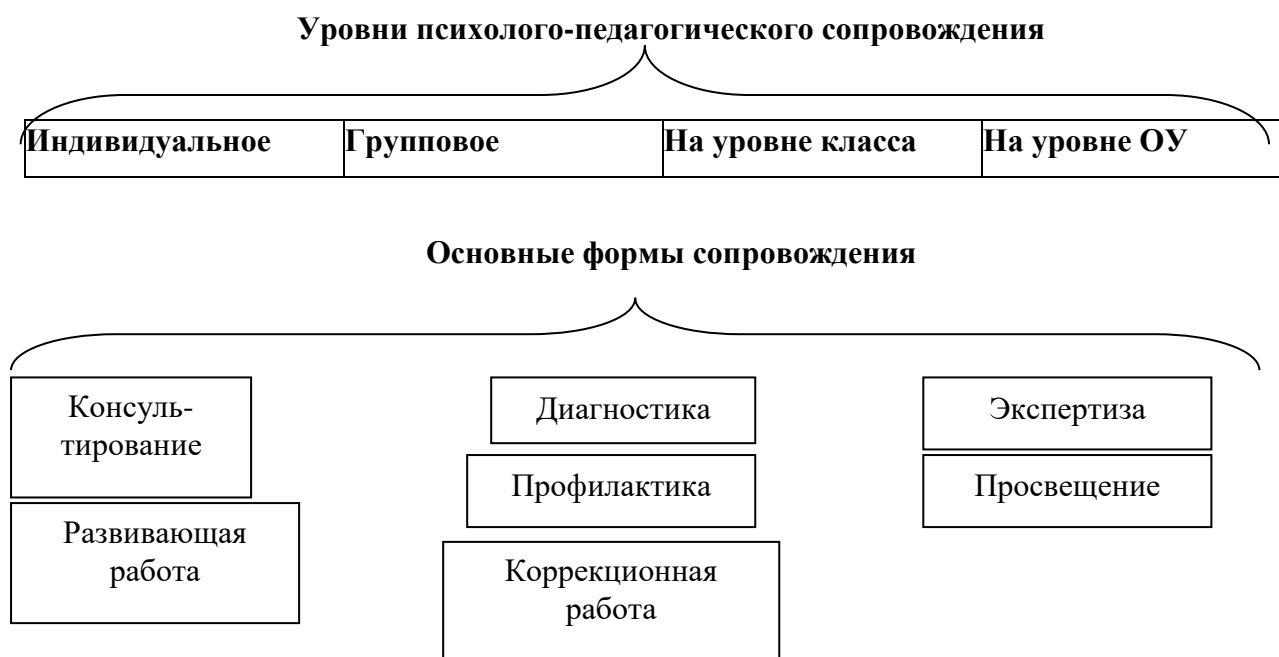 Уровни психолого-педагогического сопровождения
Индивидуальное Групповое На уровне класса На уровне ОУ
Основные формы сопровождения
Консуль-
тирование
Развивающая
работа
Диагностика
Профилактика
Коррекционная
работа
Экспертиза
Просвещение